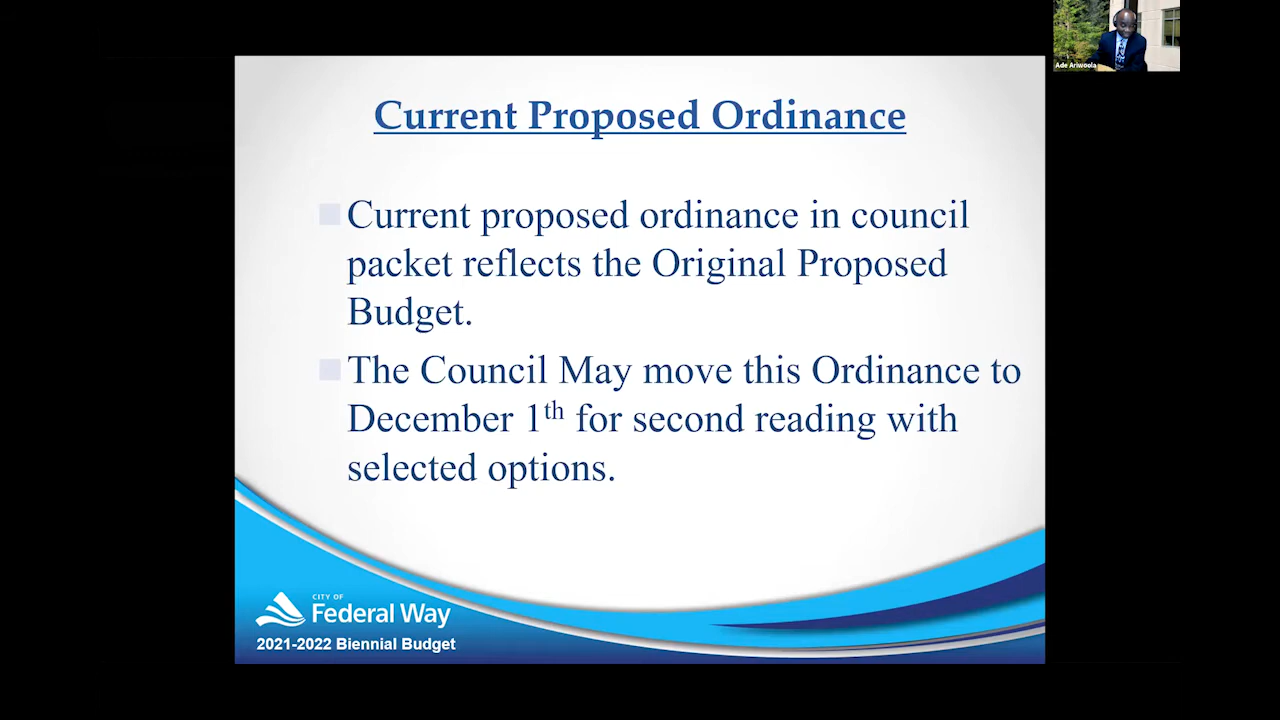 Ade Ariwoola
Current Proposed Ordinance
Current proposed ordinance in council
packet reflects the Original Proposed
Budget.
The Council May move this Ordinance to
December 1th for second reading with
selected options.
CITY OF
Federal Way
2021-2022 Biennial Budget